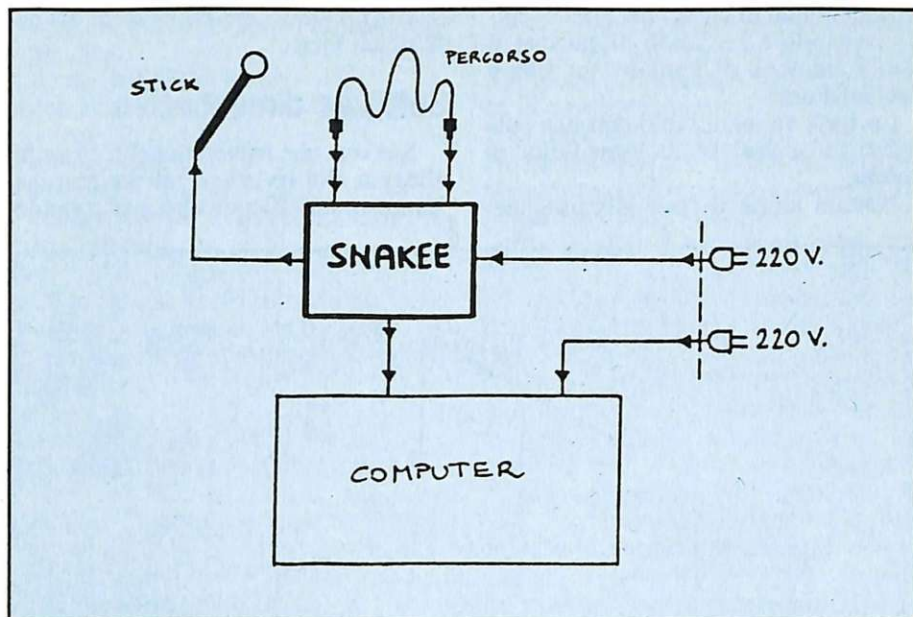 PERCORSO
STICK
SNAKEE
220 V.
220 V.
COMPUTER